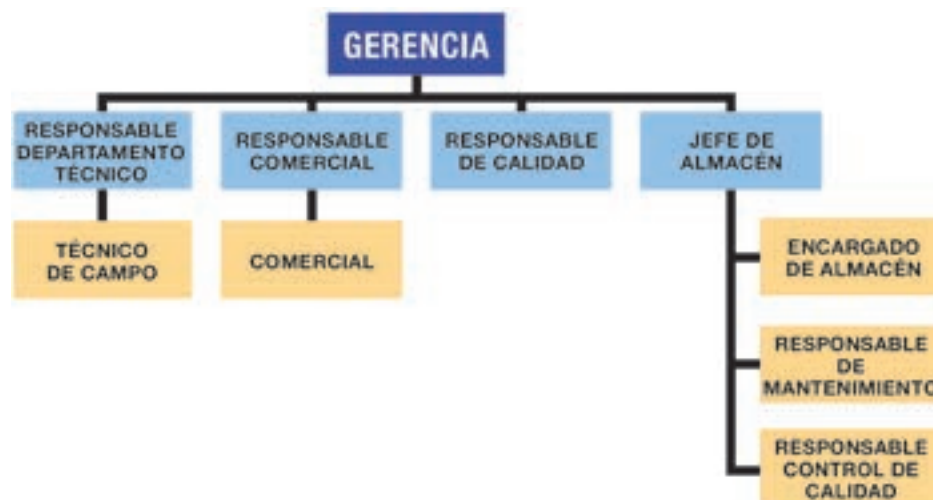 GERENCIA
RESPONSABLE
DEPARTAMENTO
TÉCNICO
RESPONSABLE
COMERCIAL
RESPONSABLE
DE CALIDAD
JEFE DE
ALMACÉN
TÉCNICO
DE CAMPO
COMERCIAL
ENCARGADO
DE ALMACÉN
RESPONSABLE
DE
MANTENIMIENTO
RESPONSABLE
CONTROL DE
CALIDAD